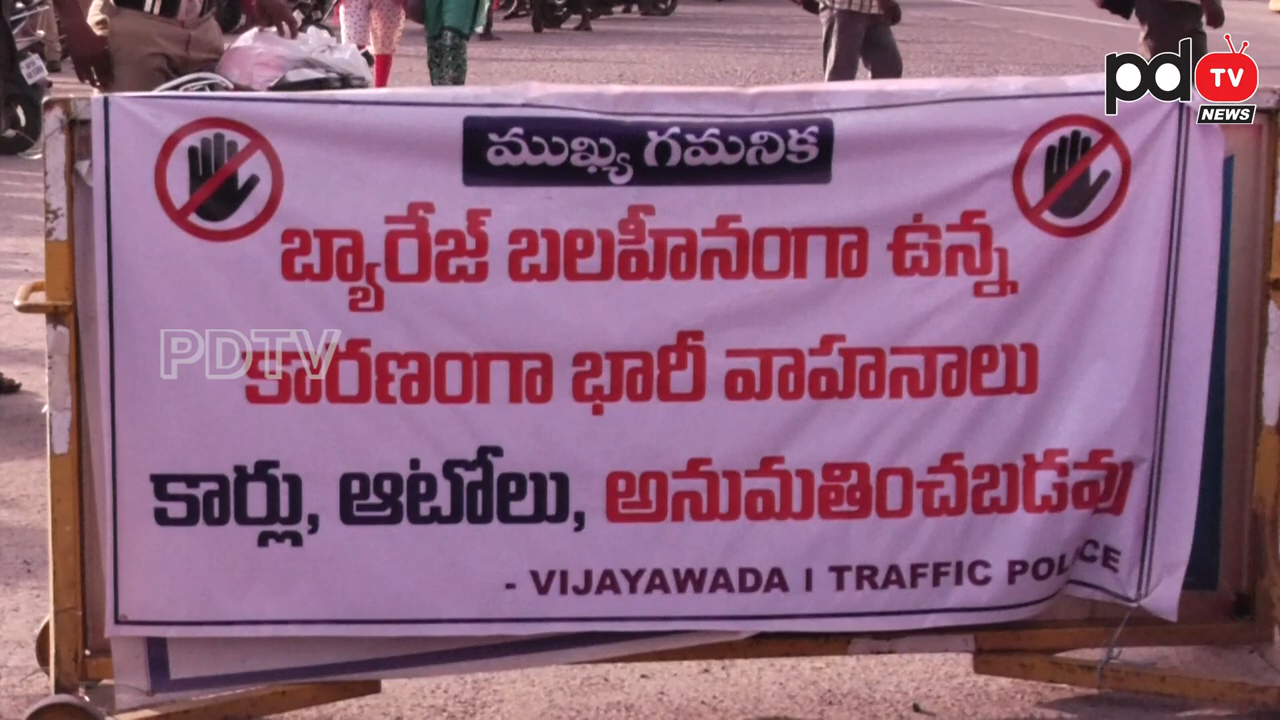 pd TV
NEWS
ముఖ్య గమనిక
బ్యారేజ్ బలహీనంగా ఉన్న
PDTV
కారణంగా భారీ వాహనాలు
కార్లు, ఆటోలు, అనుమతించబడవు
- VIJAYAWADA I TRAFFIC POLICE